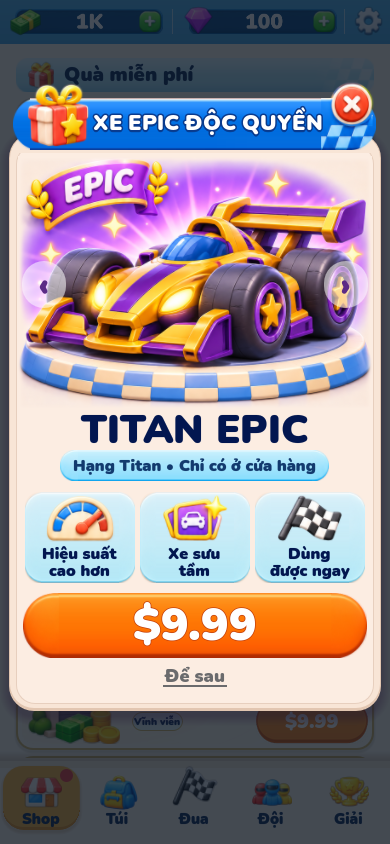 1K
100
Quà miễn phí
XE EPIC ĐỘC QUYỀN
EPIC
TITAN EPIC
Hạng Titan • Chỉ có ở cửa hàng
Hiệu suất
cao hơn
Xe sưu
tầm
Dùng
được ngay
$9.99
Để sau
Vĩnh viễn
$9.99
Shop
Túi
Đua
Đội
Giải